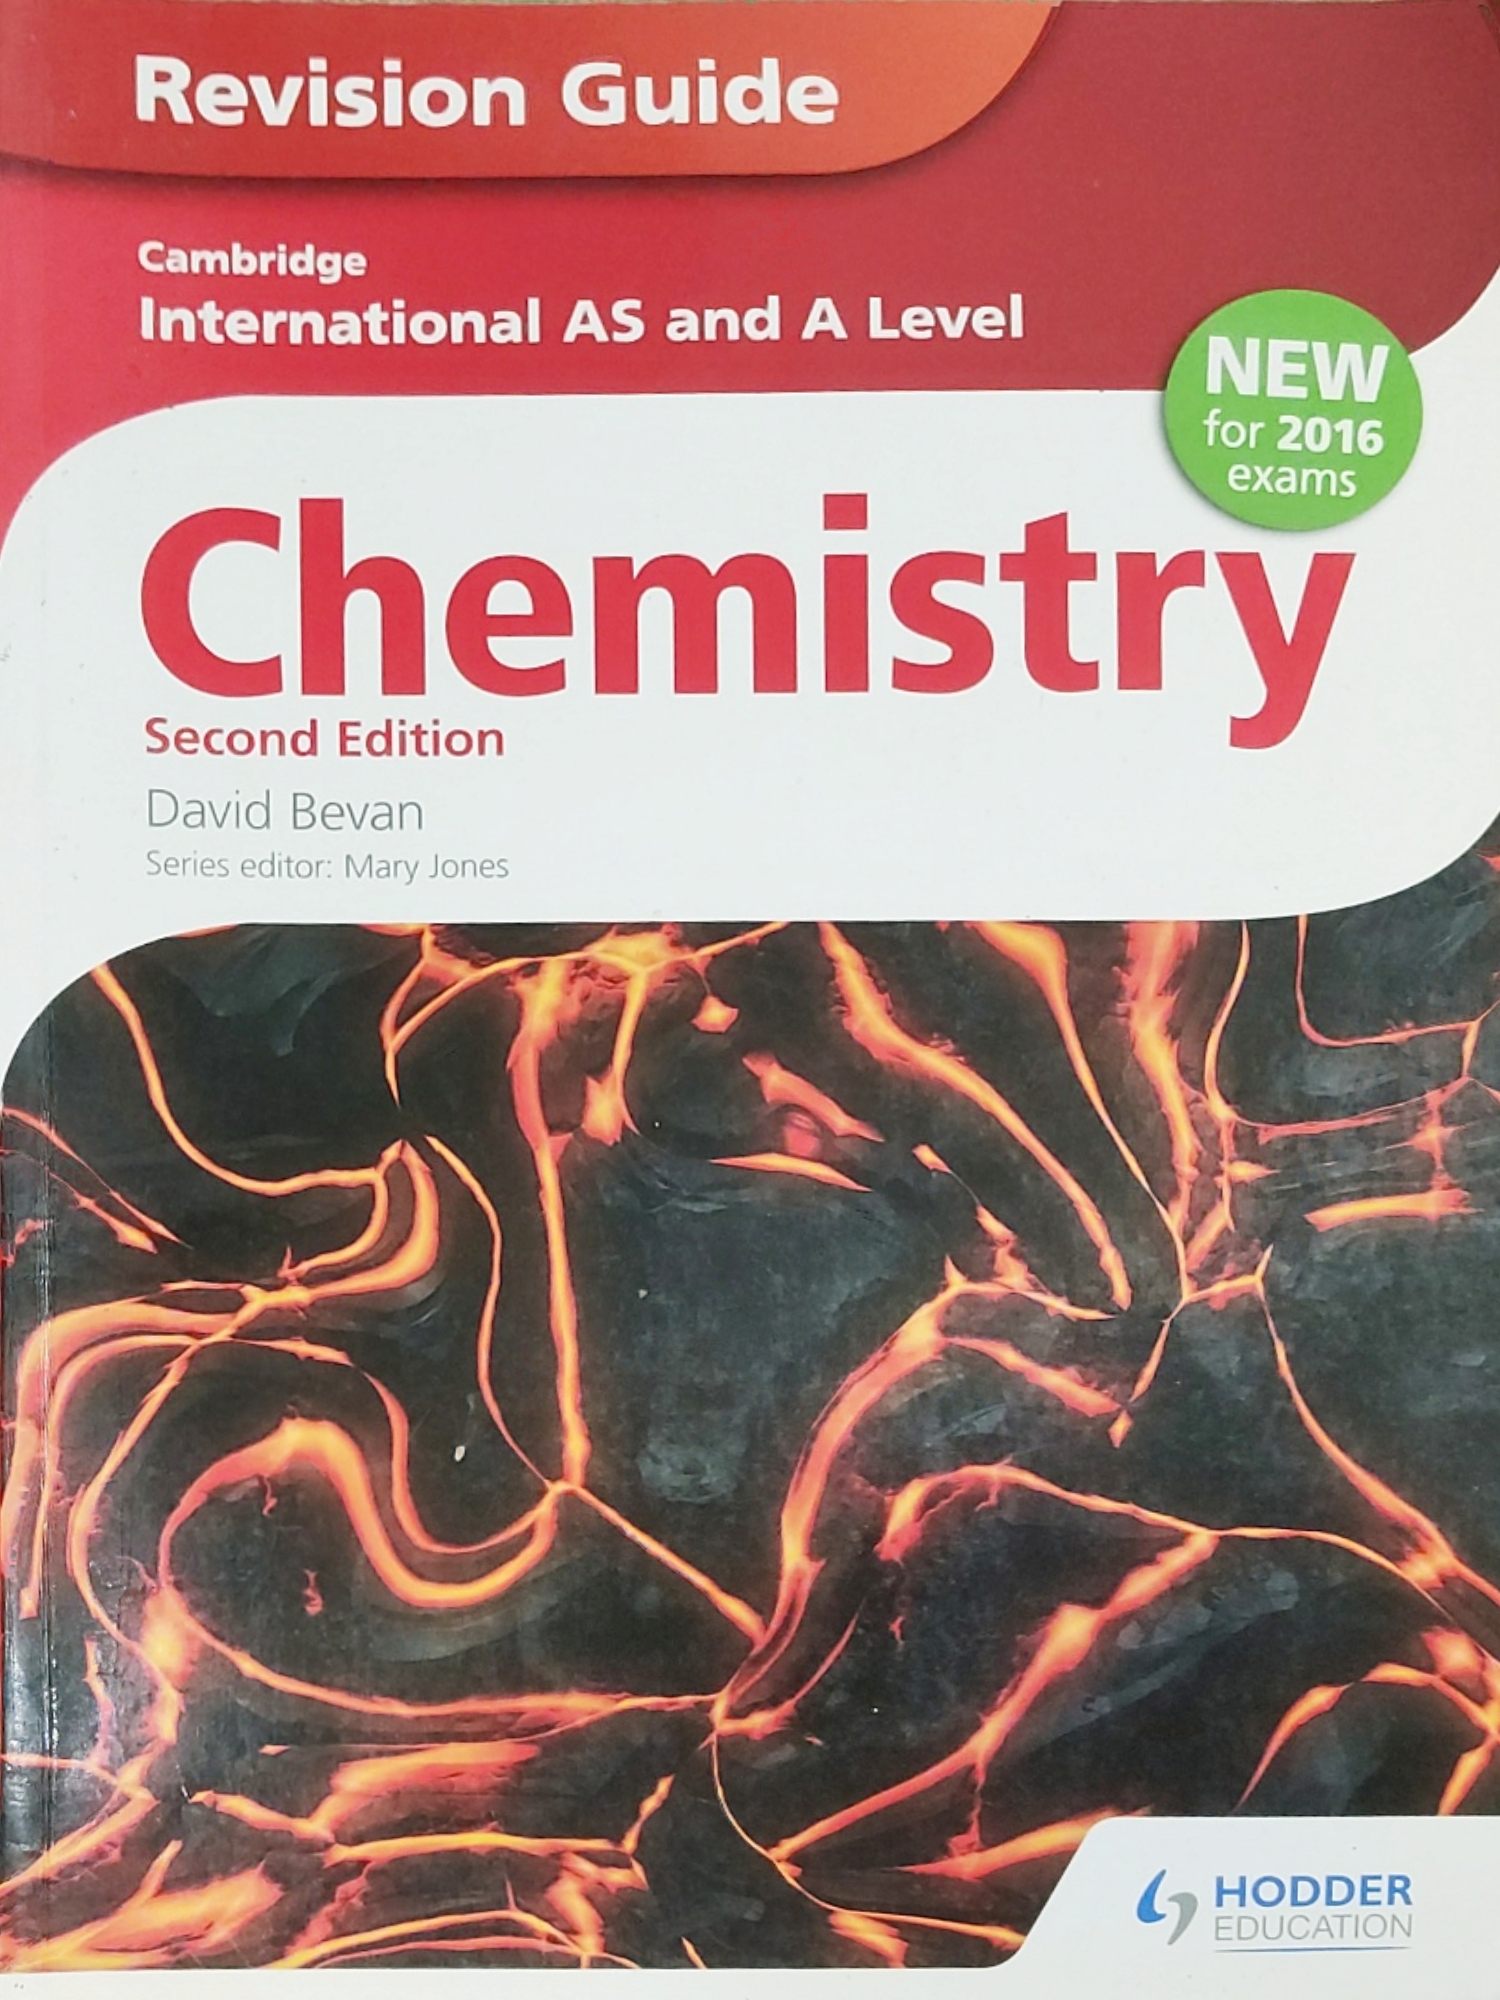 Revision Guide
Cambridge
International AS and A Level
NEW
for 2016
exams
Chemistry
Second Edition
David Bevan
Series editor: Mary Jones
HODDER
EDUCATION